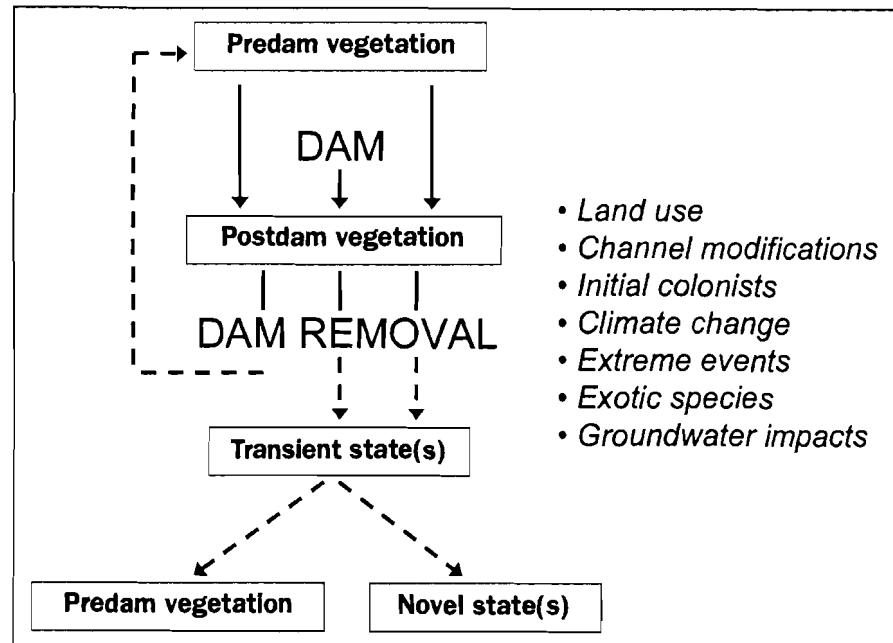 Predam vegetation
DAM
Postdam vegetation
DAM REMOVAL
Transient state(s)
Predam vegetation
Novel state(s)
• Land use
• Channel modifications
• Initial colonists
• Climate change
• Extreme events
• Exotic species
• Groundwater impacts